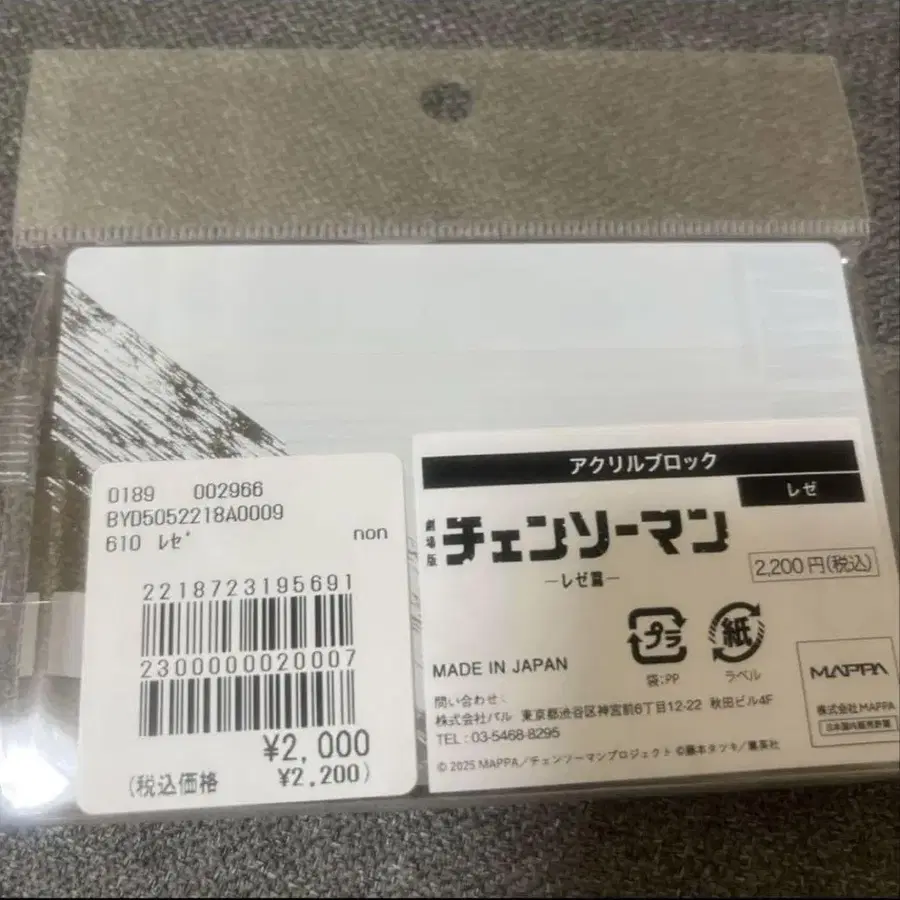 0189 002966
BYD5052218A0009
610 ﾚｾﾞ non
2218723195691
2300000020007
¥2,000
(税込価格 ¥2,200)
アクリルブロック
レゼ
劇場版 チェンソーマン
―レゼ篇―
2,200円(税込)
プラ
袋:PP
紙
ラベル
MADE IN JAPAN
問い合わせ:
株式会社パル 東京都渋谷区神宮前6丁目12-22 秋田ビル4F
TEL:03-5468-8295
© 2025 MAPPA/チェンソーマンプロジェクト ©藤本タツキ/集英社
MAPPA
株式会社MAPPA
日本国内販売許諾